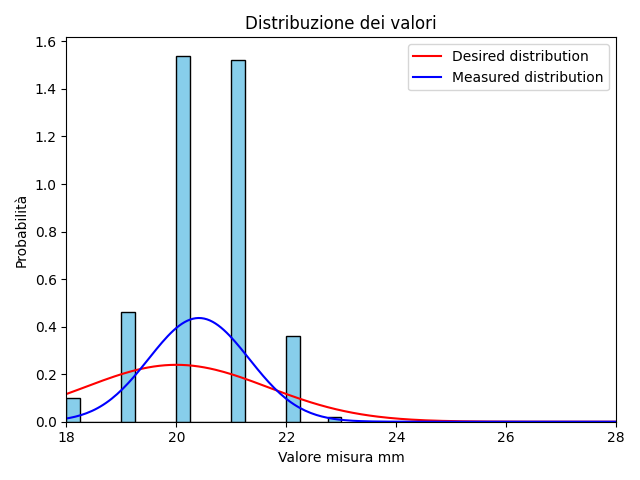 Distribuzione dei valori
Desired distribution
Measured distribution
Probabilità
1.6
1.4
1.2
1.0
0.8
0.6
0.4
0.2
0.0
18 20 22 24 26 28
Valore misura mm